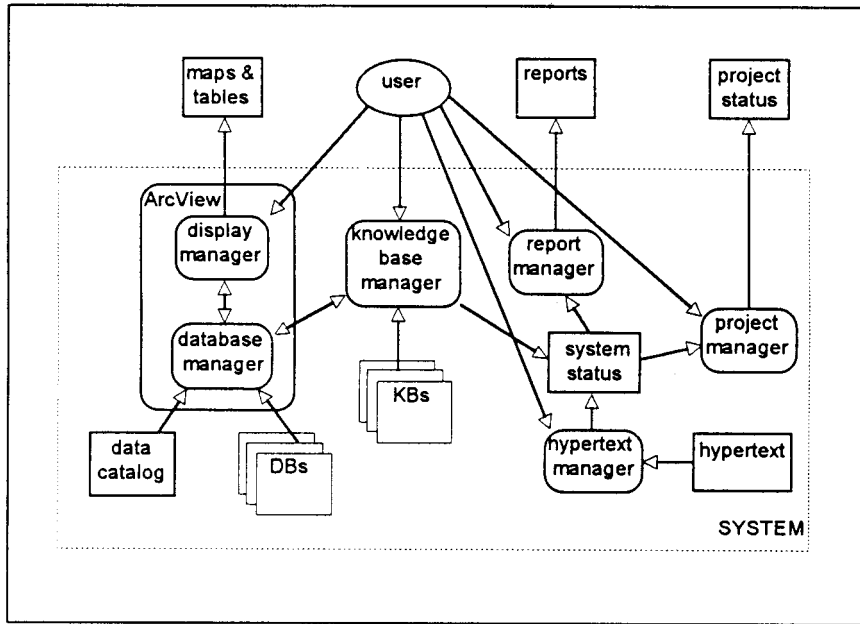 maps &
tables
user
reports
project
status
ArcView
display
manager
knowledge
base
manager
report
manager
database
manager
system
status
project
manager
KBs
data
catalog
DBs
hypertext
manager
hypertext
SYSTEM